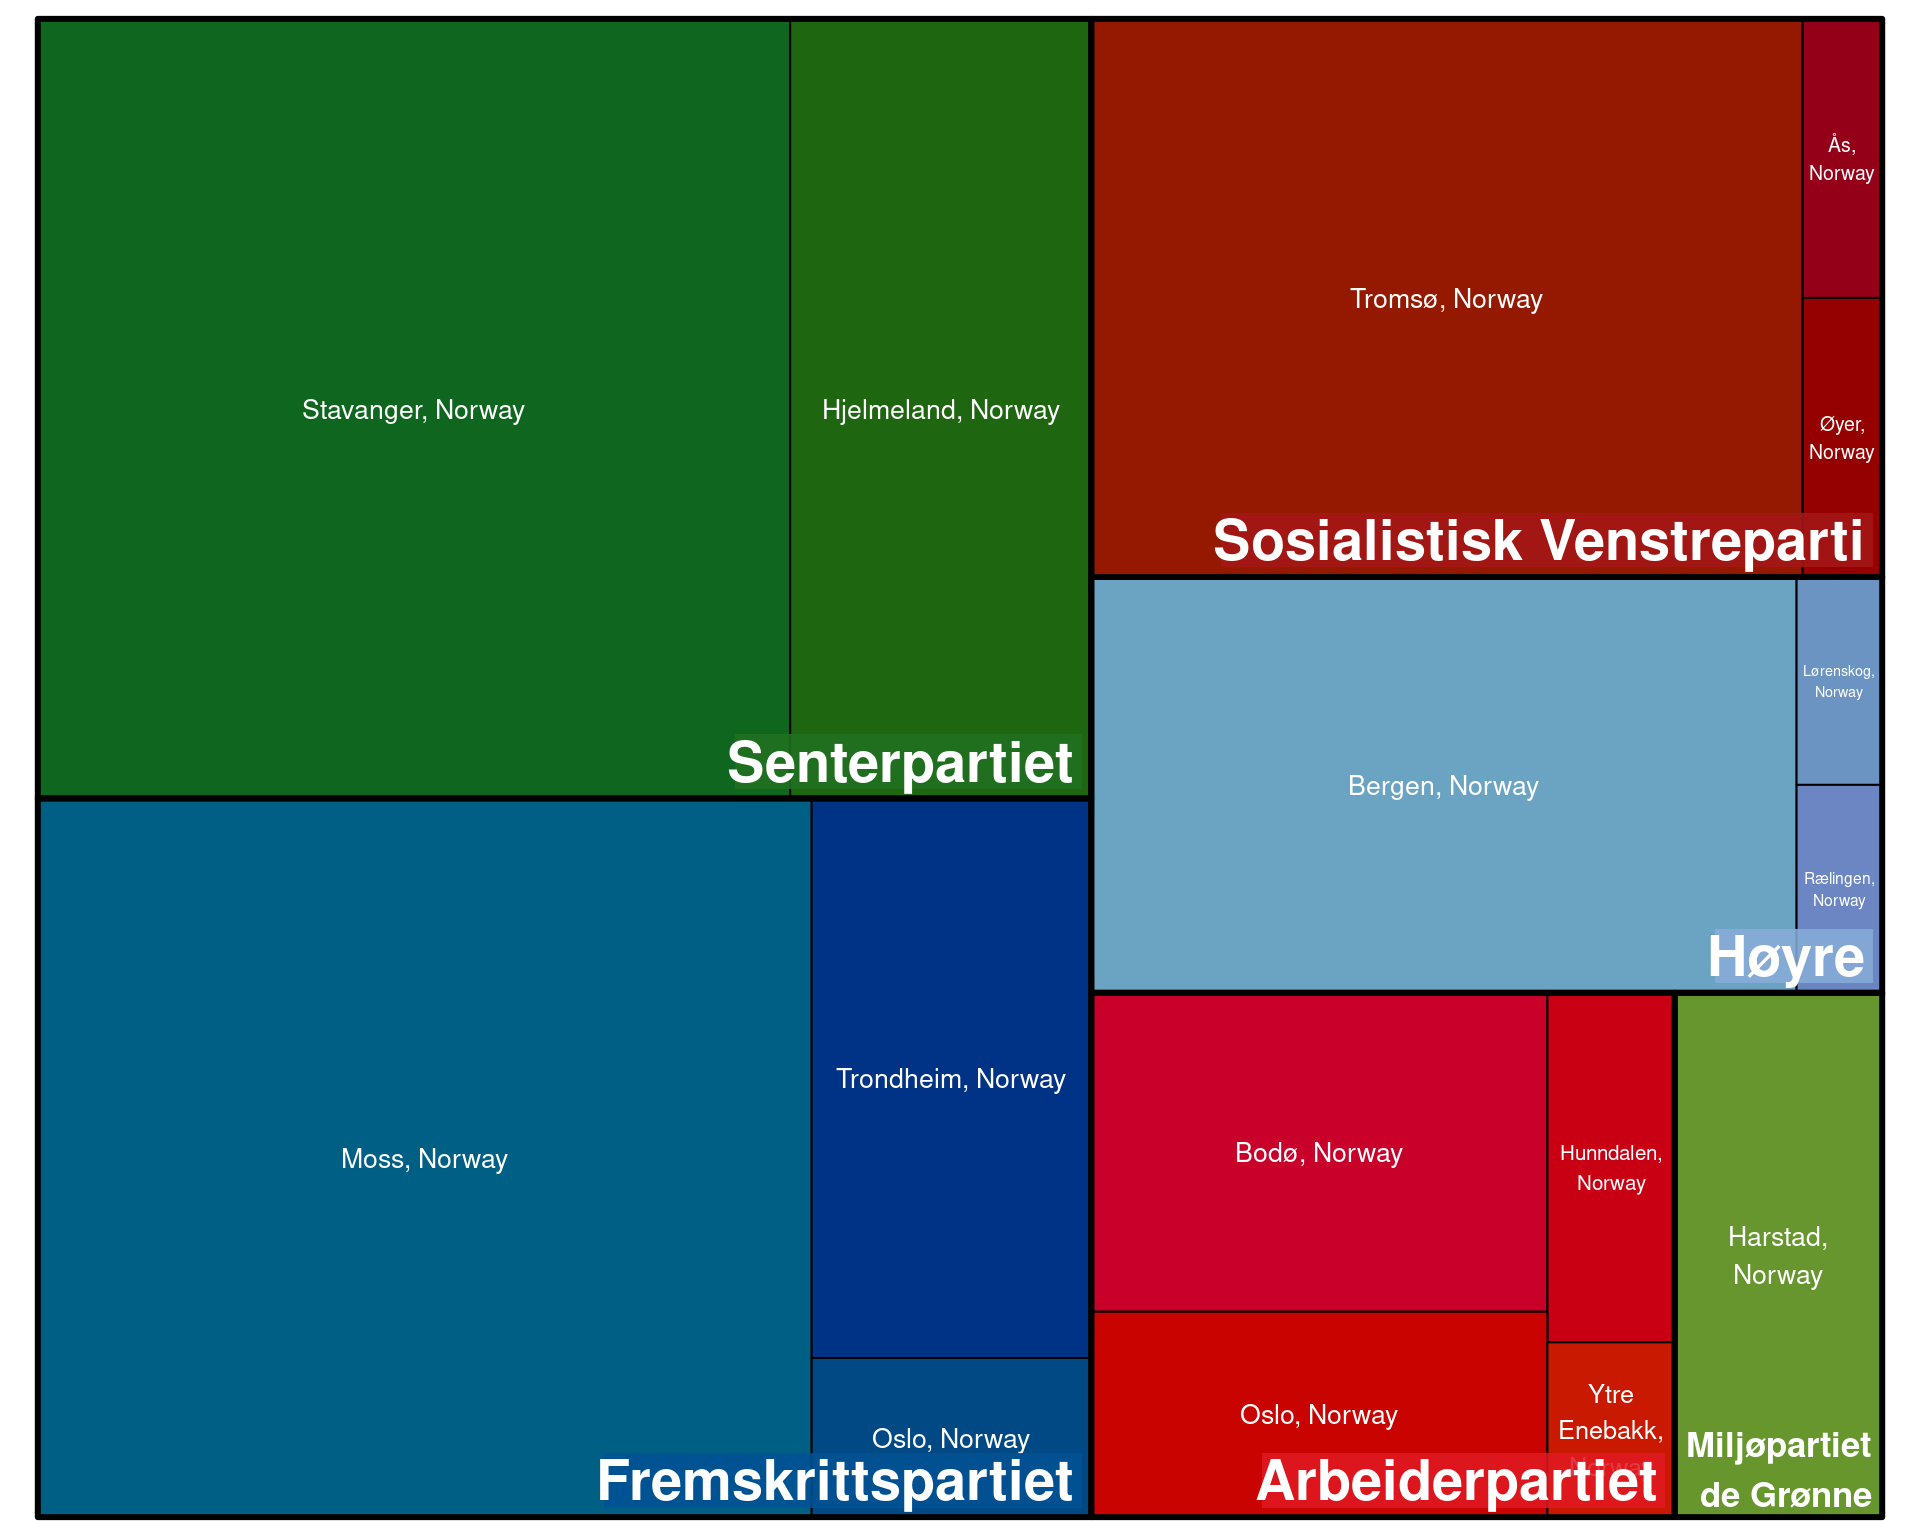 Stavanger, Norway
Hjelmeland, Norway
Senterpartiet
Tromsø, Norway
Ås,
Norway
Øyer,
Norway
Sosialistisk Venstreparti
Bergen, Norway
Lørenskog,
Norway
Rælingen,
Norway
Høyre
Moss, Norway
Trondheim, Norway
Oslo, Norway
Fremskrittspartiet
Bodø, Norway
Hunndalen,
Norway
Oslo, Norway
Ytre
Enebakk,
Norway
Arbeiderpartiet
Harstad,
Norway
Miljøpartiet
de Grønne